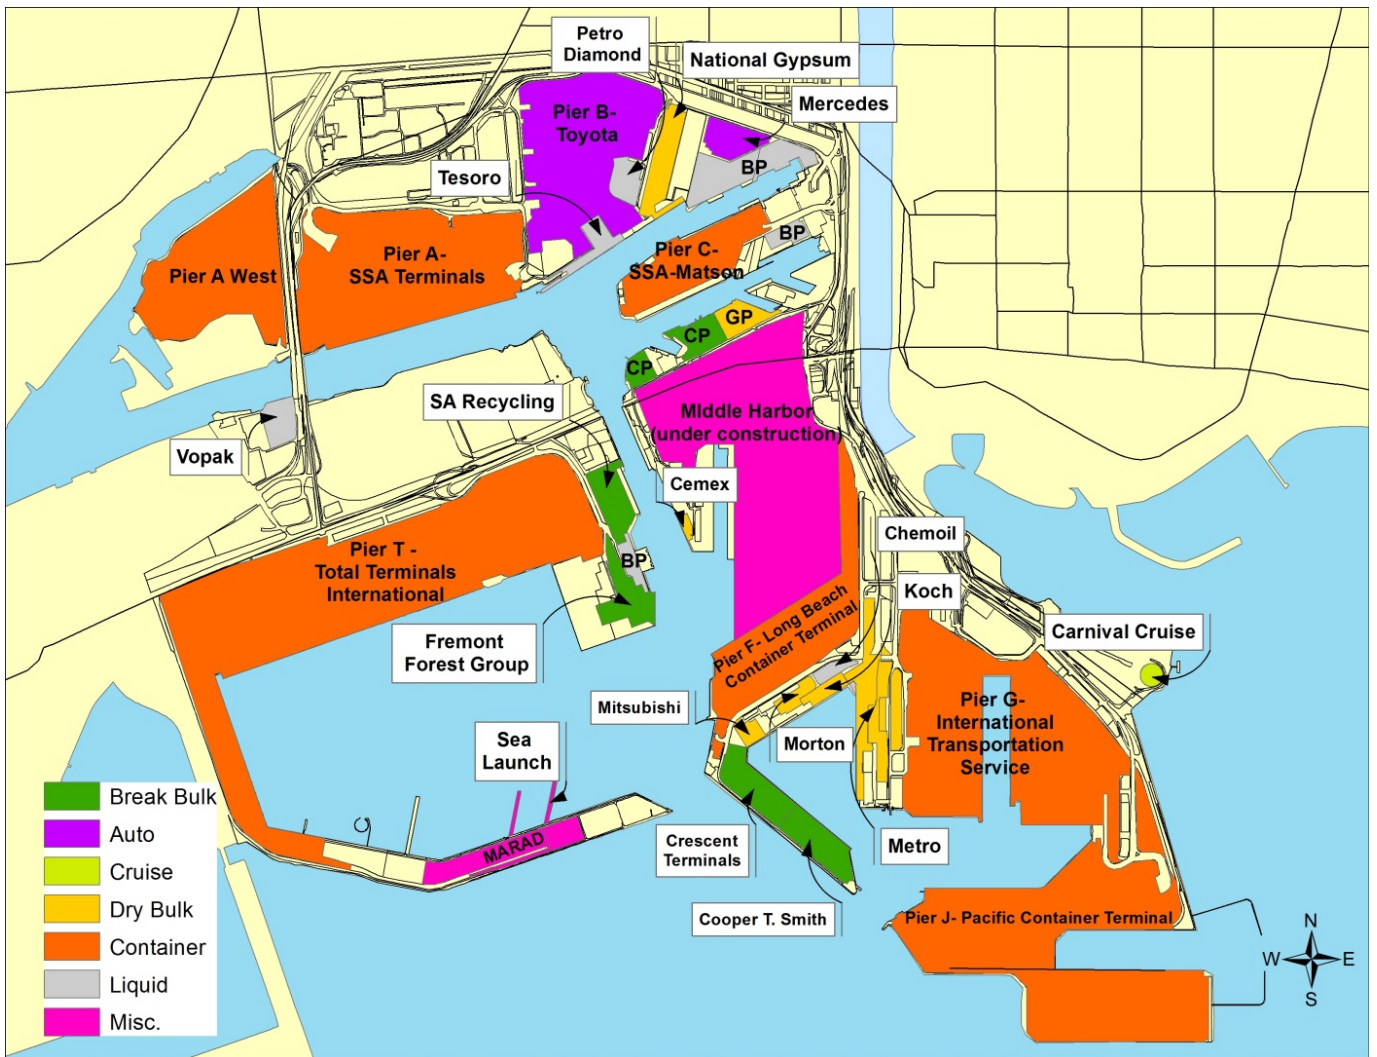 Petro
Diamond
National Gypsum
Mercedes
Pier B-
Toyota
BP
Tesoro
BP
Pier A West
Pier A-
SSA Terminals
Pier C-
SSA-Matson
GP
CP
CP
SA Recycling
MIddle Harbor
(under construction)
Vopak
Cemex
Chemoil
Pier T -
Total Terminals
International
BP
Koch
Fremont
Forest Group
Pier F- Long Beach
Container Terminal
Carnival Cruise
Mitsubishi
Morton
Pier G-
International
Transportation
Service
Sea
Launch
MARAD
Crescent
Terminals
Metro
Cooper T. Smith
Pier J- Pacific Container Terminal
Break Bulk
Auto
Cruise
Dry Bulk
Container
Liquid
Misc.
N
W E
S